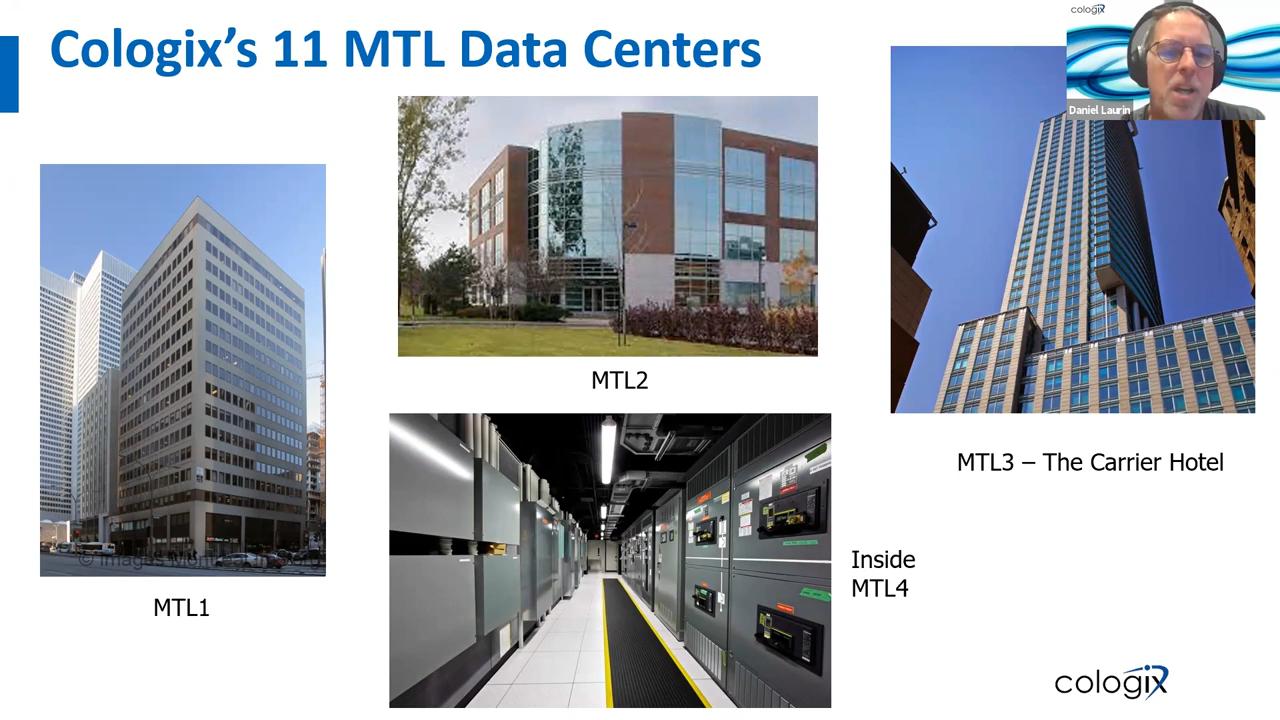 Cologix's 11 MTL Data Centers
cologix
Daniel Laurin
MTL1
MTL2
MTL3 – The Carrier Hotel
Inside
MTL4
cologix